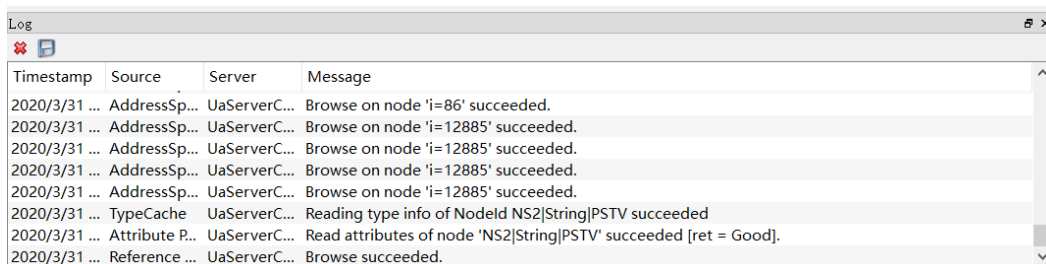 Log
Timestamp Source Server Message
2020/3/31 ... AddressSp... UaServerC... Browse on node 'i=86' succeeded.
2020/3/31 ... AddressSp... UaServerC... Browse on node 'i=12885' succeeded.
2020/3/31 ... AddressSp... UaServerC... Browse on node 'i=12885' succeeded.
2020/3/31 ... AddressSp... UaServerC... Browse on node 'i=12885' succeeded.
2020/3/31 ... AddressSp... UaServerC... Browse on node 'i=12885' succeeded.
2020/3/31 ... TypeCache UaServerC... Reading type info of NodeId NS2|String|PSTV succeeded
2020/3/31 ... Attribute P... UaServerC... Read attributes of node 'NS2|String|PSTV' succeeded [ret = Good].
2020/3/31 ... Reference ... UaServerC... Browse succeeded.